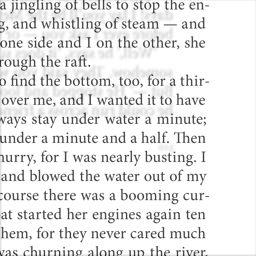 a jingling of bells to stop the en-
g, and whistling of steam — and
one side and I on the other, she
rough the raft.
o find the bottom, too, for a thir-
over me, and I wanted it to have
ways stay under water a minute;
under a minute and a half. Then
hurry, for I was nearly busting. I
and blowed the water out of my
course there was a booming cur-
at started her engines again ten
hem, for they never cared much
was churning along up the river,